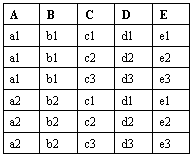 A B C D E
a1 b1 c1 d1 e1
a1 b1 c2 d2 e2
a1 b1 c3 d3 e3
a2 b2 c1 d1 e1
a2 b2 c2 d2 e2
a2 b2 c3 d3 e3